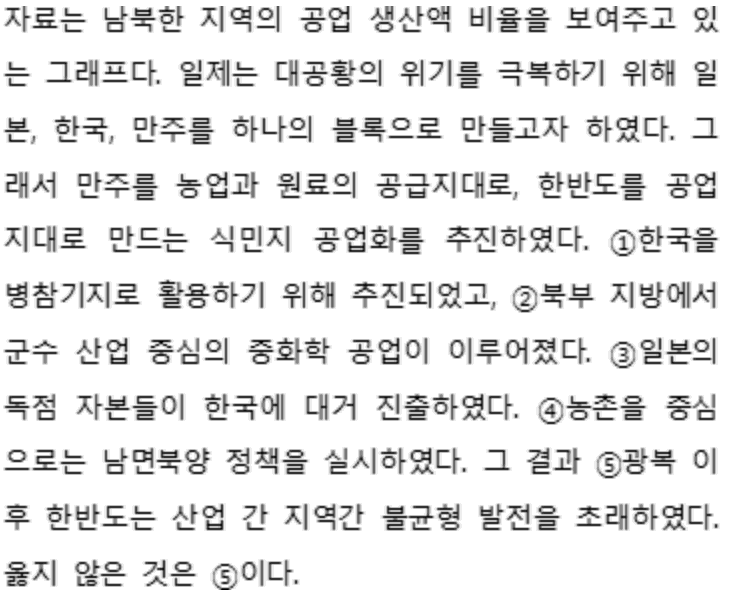 자료는 남북한 지역의 공업 생산액 비율을 보여주고 있
는 그래프다. 일제는 대공황의 위기를 극복하기 위해 일
본, 한국, 만주를 하나의 블록으로 만들고자 하였다. 그
래서 만주를 농업과 원료의 공급지대로, 한반도를 공업
지대로 만드는 식민지 공업화를 추진하였다. ①한국을
병참기지로 활용하기 위해 추진되었고, ②북부 지방에서
군수 산업 중심의 중화학 공업이 이루어졌다. ③일본의
독점 자본들이 한국에 대거 진출하였다. ④농촌을 중심
으로는 남면북양 정책을 실시하였다. 그 결과 ⑤광복 이
후 한반도는 산업 간 지역간 불균형 발전을 초래하였다.
옳지 않은 것은 ⑤이다.